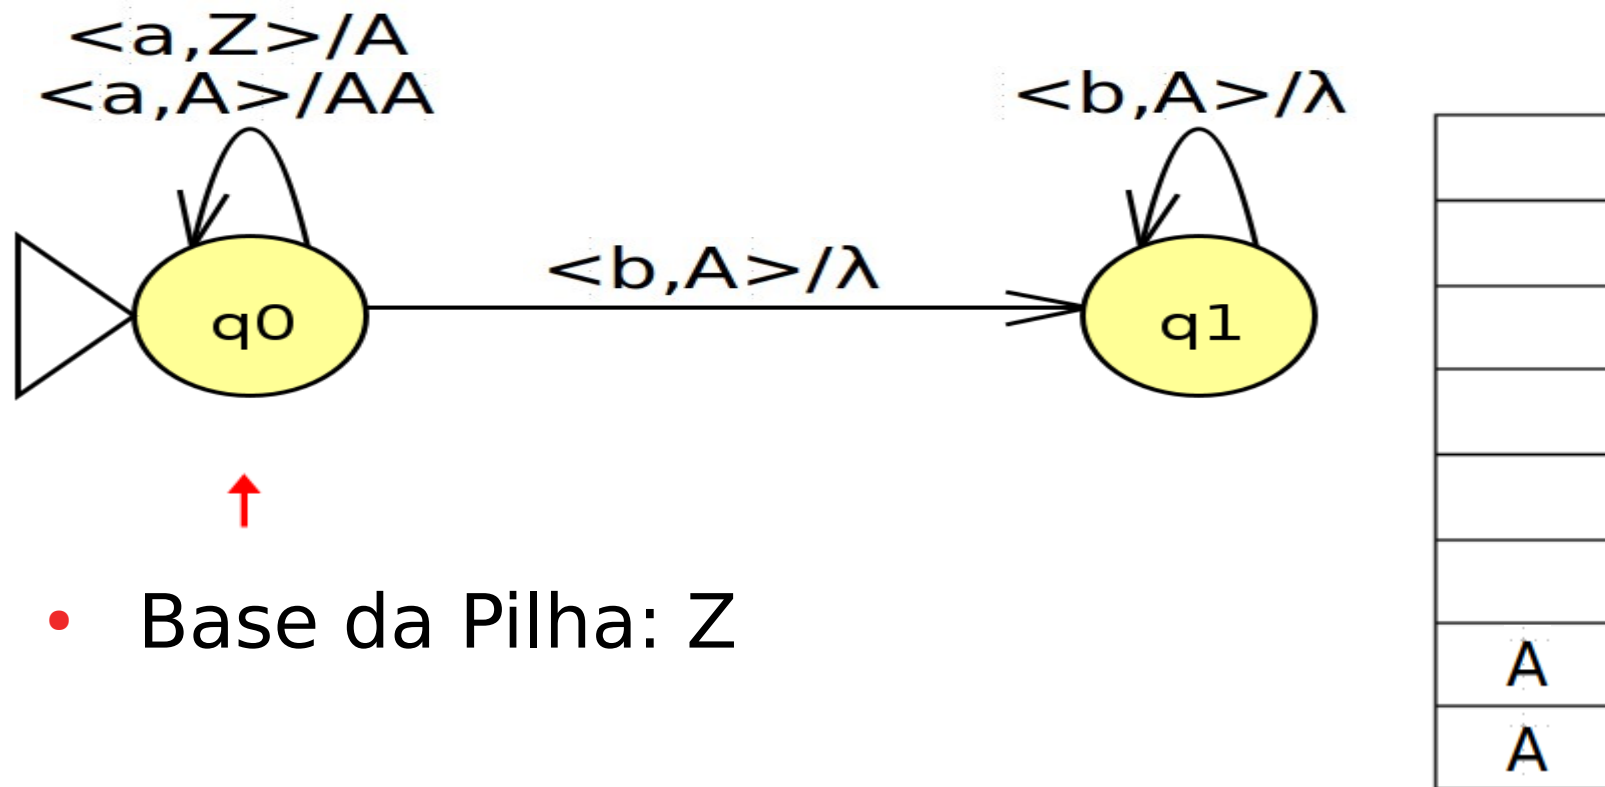 <a,Z>/A
<a,A>/AA
<b,A>/λ
<b,A>/λ
q0
q1
• Base da Pilha: Z
A
A